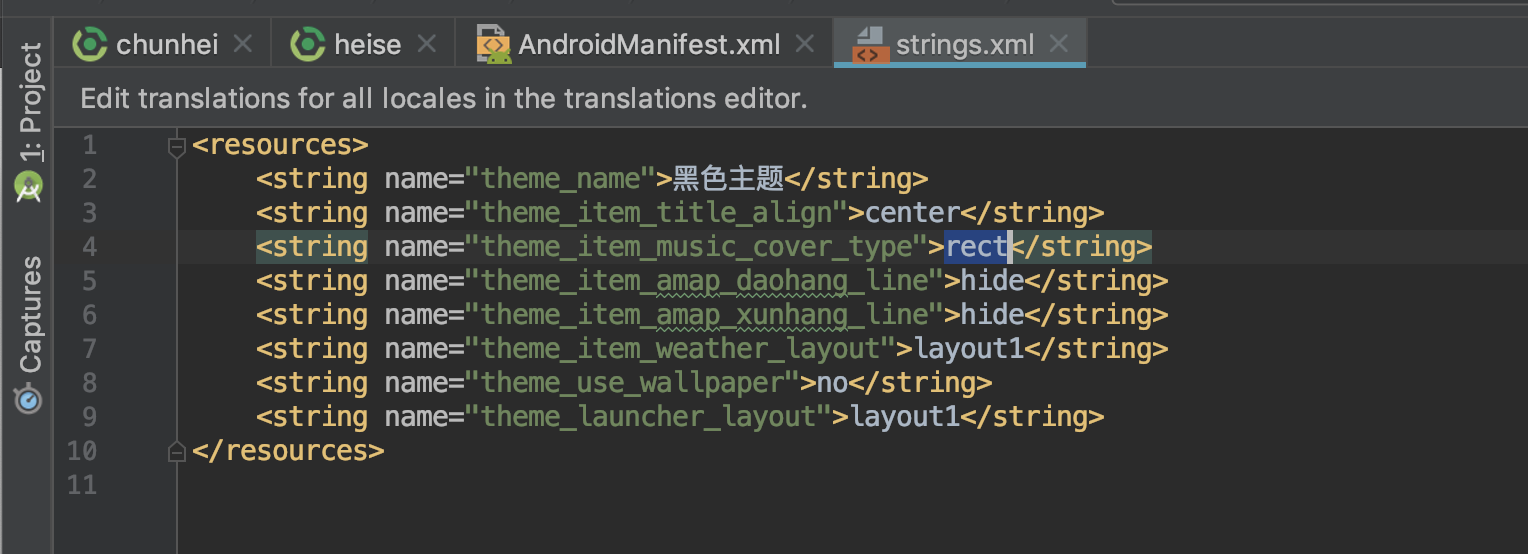 chunhei
heise
AndroidManifest.xml
strings.xml
1: Project
Captures
Edit translations for all locales in the translations editor.
1 <resources>
2 <string name="theme_name">黑色主题</string>
3 <string name="theme_item_title_align">center</string>
4 <string name="theme_item_music_cover_type">rect</string>
5 <string name="theme_item_amap_daohang_line">hide</string>
6 <string name="theme_item_amap_xunhang_line">hide</string>
7 <string name="theme_item_weather_layout">layout1</string>
8 <string name="theme_use_wallpaper">no</string>
9 <string name="theme_launcher_layout">layout1</string>
10 </resources>
11